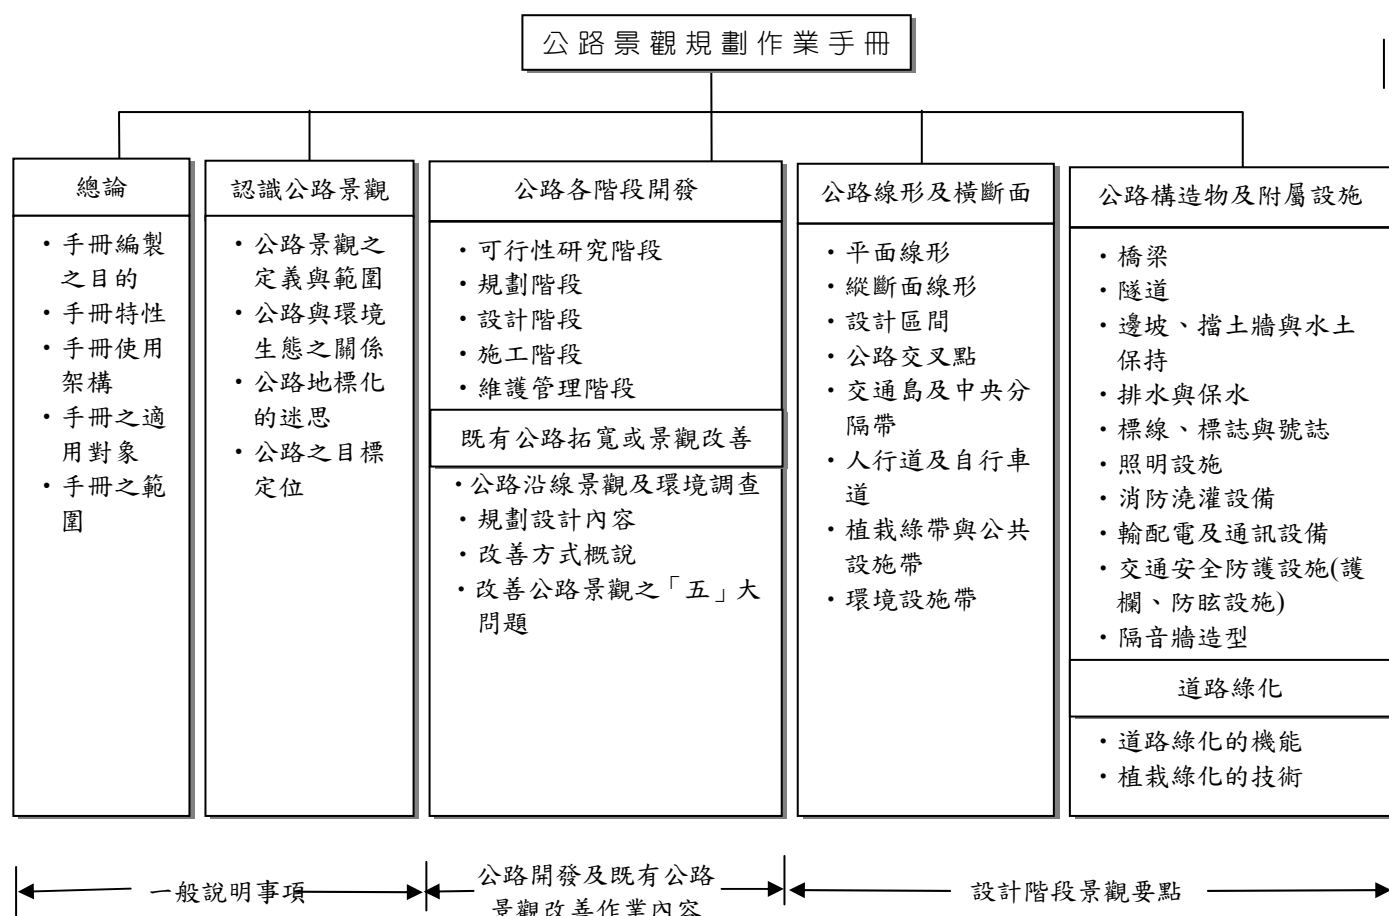 公路景觀規劃作業手冊
總論
・手冊編製
之目的
・手冊特性
・手冊使用
架構
・手冊之適
用對象
・手冊之範
圍
認識公路景觀
・公路景觀之
定義與範圍
・公路與環境
生態之關係
・公路地標化
的迷思
・公路之目標
定位
公路各階段開發
・可行性研究階段
・規劃階段
・設計階段
・施工階段
・維護管理階段
既有公路拓寬或景觀改善
・公路沿線景觀及環境調查
・規劃設計內容
・改善方式概說
・改善公路景觀之「五」大
問題
公路線形及橫斷面
・平面線形
・縱斷面線形
・設計區間
・公路交叉點
・交通島及中央分
隔帶
・人行道及自行車
道
・植栽綠帶與公共
設施帶
・環境設施帶
公路構造物及附屬設施
・橋梁
・隧道
・邊坡、擋土牆與水土
保持
・排水與保水
・標線、標誌與號誌
・照明設施
・消防澆灌設備
・輸配電及通訊設備
・交通安全防護設施(護
欄、防眩設施)
・隔音牆造型
道路綠化
・道路綠化的機能
・植栽綠化的技術
一般說明事項
公路開發及既有公路
景觀改善作業內容
設計階段景觀要點